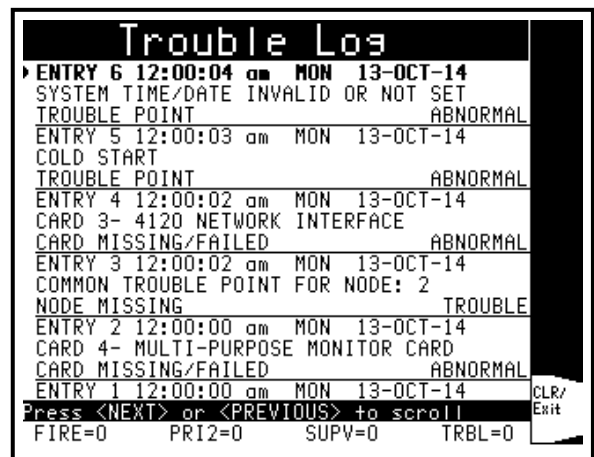 Trouble Log
ENTRY 6 12:00:04 am MON 13-OCT-14
SYSTEM TIME/DATE INVALID OR NOT SET
TROUBLE POINT ABNORMAL
ENTRY 5 12:00:03 am MON 13-OCT-14
COLD START
TROUBLE POINT ABNORMAL
ENTRY 4 12:00:02 am MON 13-OCT-14
CARD 3- 4120 NETWORK INTERFACE
CARD MISSING/FAILED ABNORMAL
ENTRY 3 12:00:02 am MON 13-OCT-14
COMMON TROUBLE POINT FOR NODE: 2
NODE MISSING TROUBLE
ENTRY 2 12:00:00 am MON 13-OCT-14
CARD 4- MULTI-PURPOSE MONITOR CARD
CARD MISSING/FAILED ABNORMAL
ENTRY 1 12:00:00 am MON 13-OCT-14
Press <NEXT> or <PREVIOUS> to scroll
CLR/
Exit
FIRE=0 PRI2=0 SUPV=0 TRBL=0